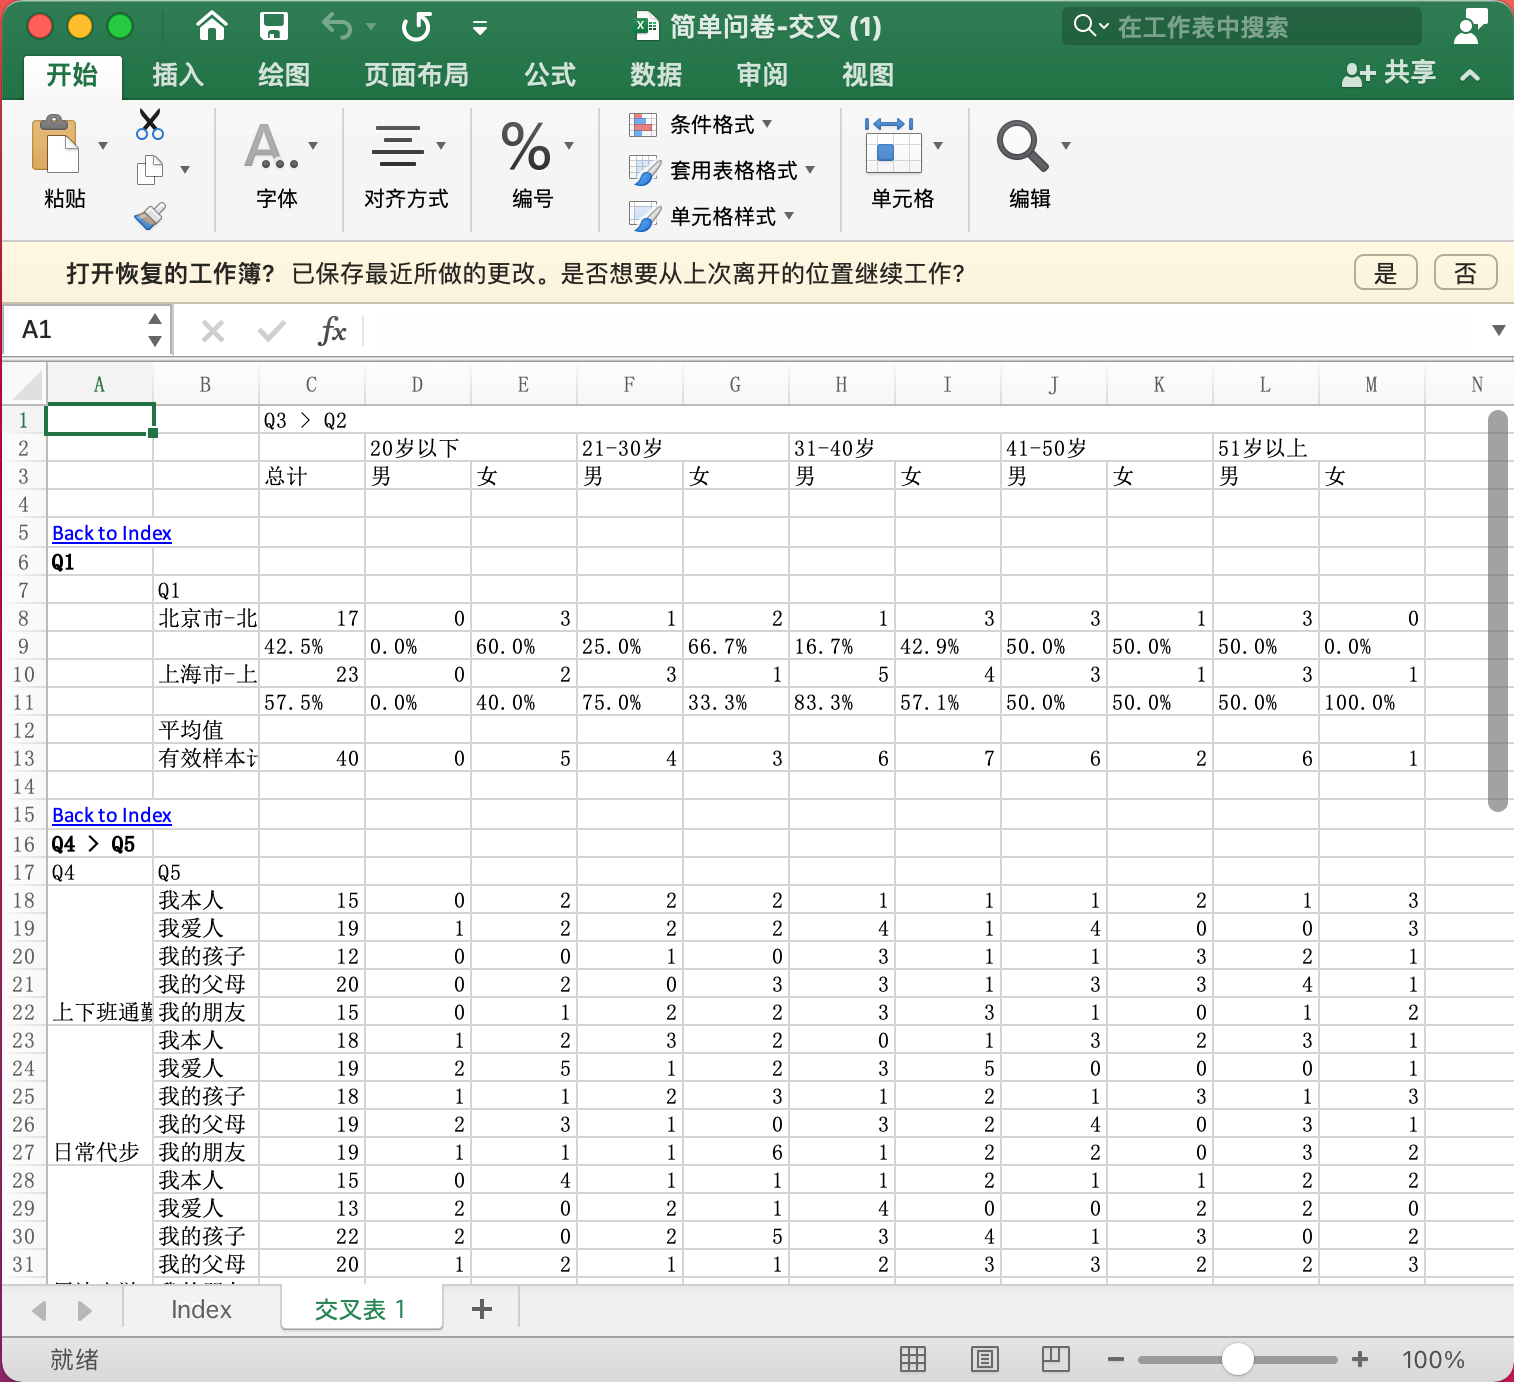 简单问卷-交叉 (1)
在工作表中搜索
开始 插入 绘图 页面布局 公式 数据 审阅 视图 共享
粘贴 字体 对齐方式 % 编号 条件格式 套用表格格式 单元格样式 单元格 编辑
打开恢复的工作簿? 已保存最近所做的更改。是否想要从上次离开的位置继续工作? 是 否
A1 fx
A B C D E F G H I J K L M N
1 Q3 > Q2
2 20岁以下 21-30岁 31-40岁 41-50岁 51岁以上
3 总计 男 女 男 女 男 女 男 女 男 女
4
5 Back to Index
6 Q1
7 Q1
8 北京市-北 17 0 3 1 2 1 3 3 1 3 0
9 42.5% 0.0% 60.0% 25.0% 66.7% 16.7% 42.9% 50.0% 50.0% 50.0% 0.0%
10 上海市-上 23 0 2 3 1 5 4 3 1 3 1
11 57.5% 0.0% 40.0% 75.0% 33.3% 83.3% 57.1% 50.0% 50.0% 50.0% 100.0%
12 平均值
13 有效样本 40 0 5 4 3 6 7 6 2 6 1
14
15 Back to Index
16 Q4 > Q5
17 Q4 Q5
18 我本人 15 0 2 2 2 1 1 1 2 1 3
19 我爱人 19 1 2 2 2 4 1 4 0 0 3
20 我的孩子 12 0 0 1 0 3 1 1 3 2 1
21 我的父母 20 0 2 0 3 3 1 3 3 4 1
22 上下班通勤 我的朋友 15 0 1 2 2 3 3 1 0 1 2
23 我本人 18 1 2 3 2 0 1 3 2 3 1
24 我爱人 19 2 5 1 2 3 5 0 0 0 1
25 我的孩子 18 1 1 2 3 1 2 1 3 1 3
26 我的父母 19 2 3 1 0 3 2 4 0 3 1
27 日常代步 我的朋友 19 1 1 1 6 1 2 2 0 3 2
28 我本人 15 0 4 1 1 1 2 1 1 2 2
29 我爱人 13 2 0 2 1 4 0 0 2 2 0
30 我的孩子 22 2 0 2 5 3 4 1 3 0 2
31 我的父母 20 1 2 1 1 2 3 3 2 2 3
Index 交叉表 1
就绪 100%